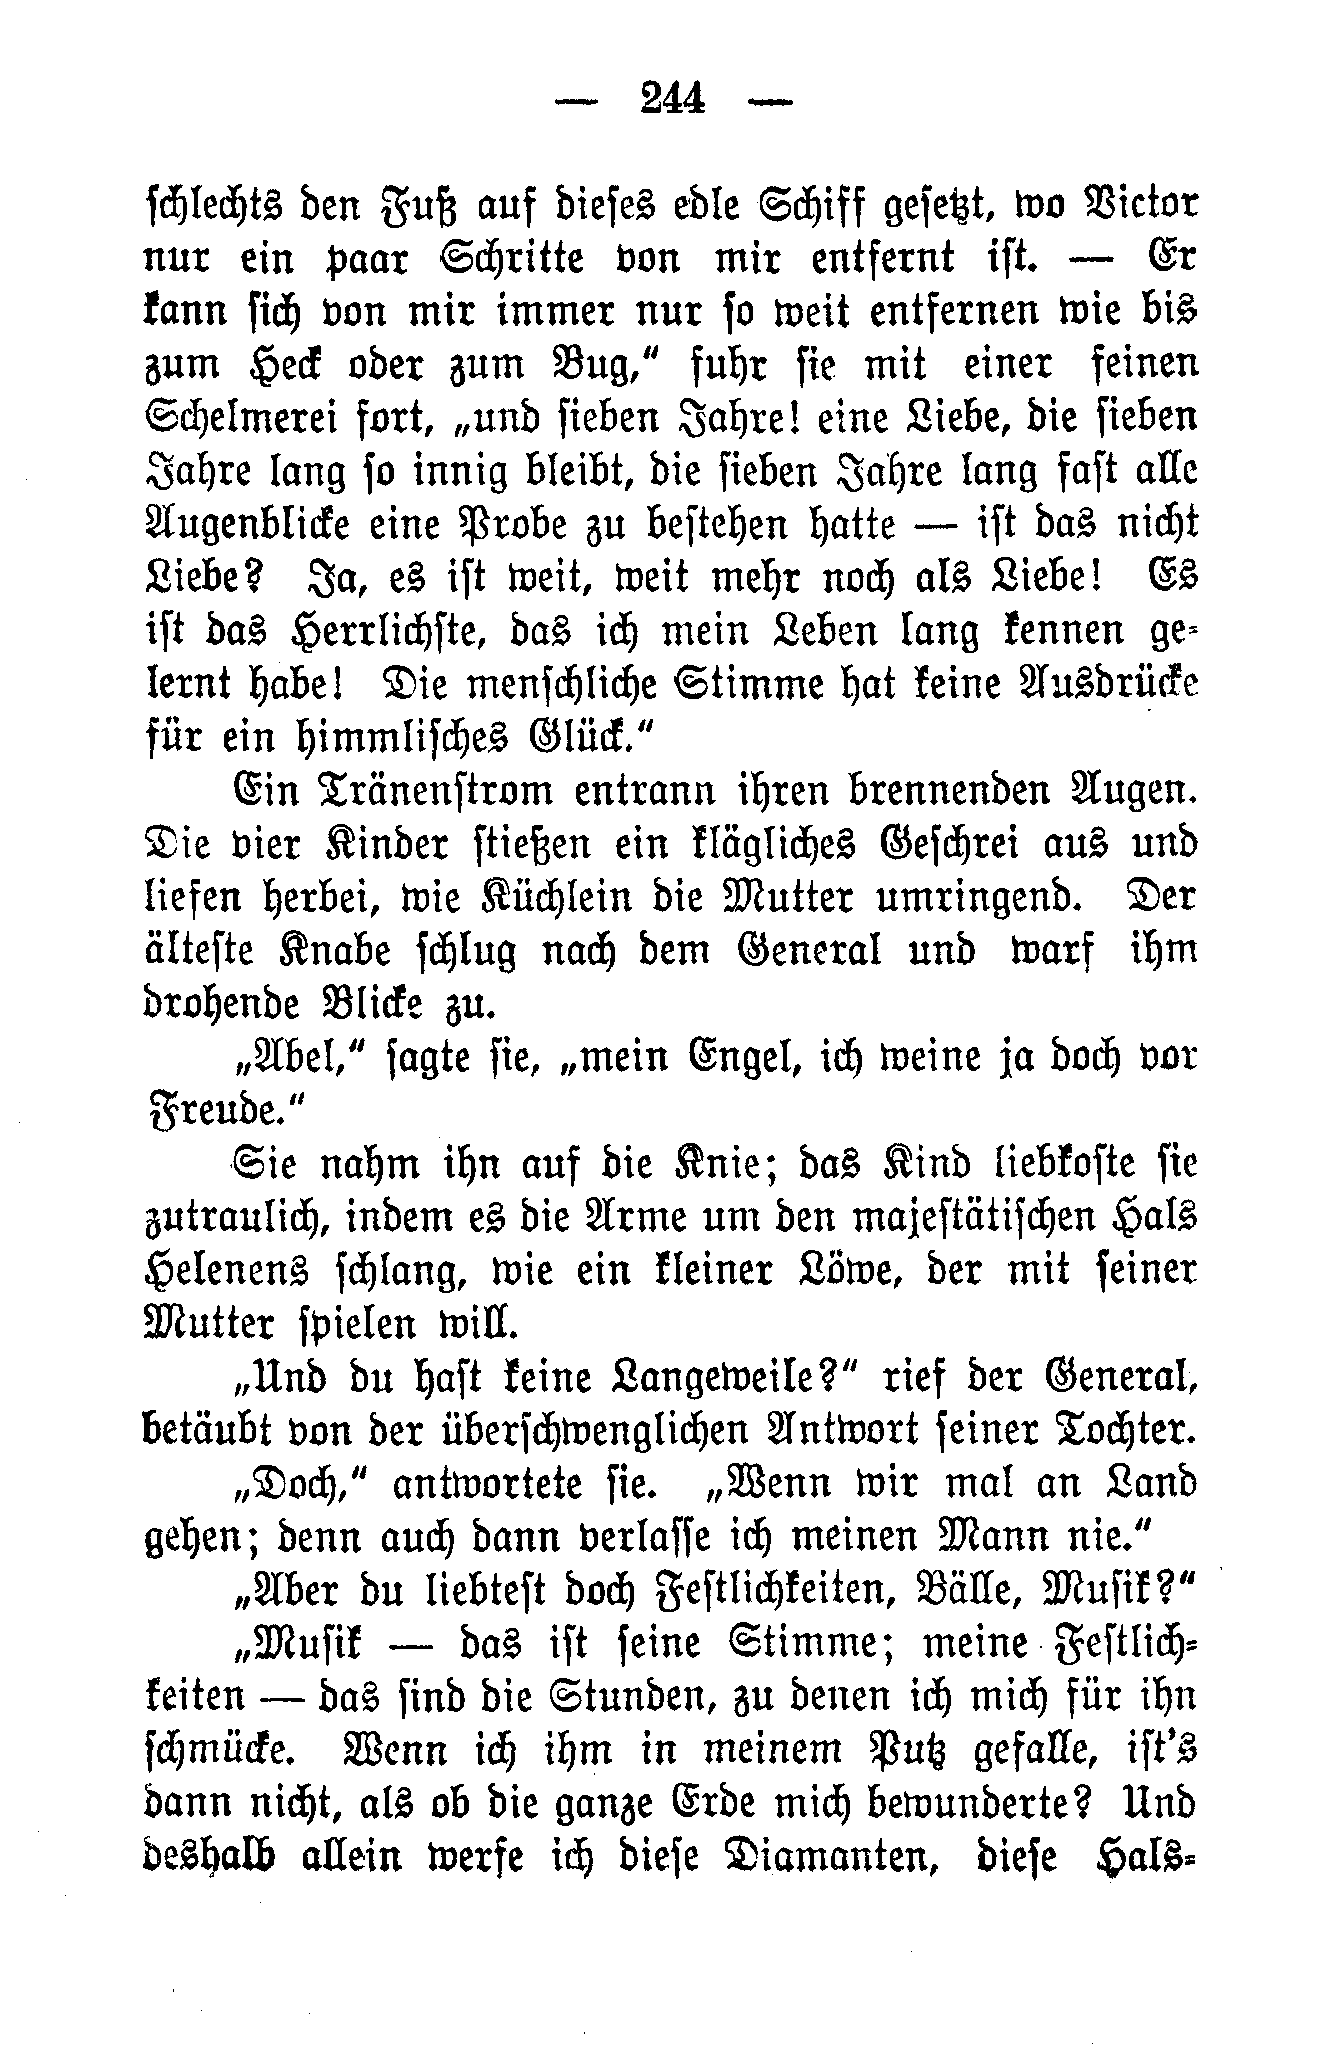 — 244 —
schlechts den Fuß auf dieses edle Schiff gesetzt, wo Victor
nur ein paar Schritte von mir entfernt ist. — Er
kann sich von mir immer nur so weit entfernen wie bis
zum Heck oder zum Bug,“ fuhr sie mit einer feinen
Schelmerei fort, „und sieben Jahre! eine Liebe, die sieben
Jahre lang so innig bleibt, die sieben Jahre lang fast alle
Augenblicke eine Probe zu bestehen hatte — ist das nicht
Liebe? Ja, es ist weit, weit mehr noch als Liebe! Es
ist das Herrlichste, das ich mein Leben lang kennen ge-
lernt habe! Die menschliche Stimme hat keine Ausdrücke
für ein himmlisches Glück.“
Ein Tränenstrom entrann ihren brennenden Augen.
Die vier Kinder stießen ein klägliches Geschrei aus und
liefen herbei, wie Küchlein die Mutter umringend. Der
älteste Knabe schlug nach dem General und warf ihm
drohende Blicke zu.
„Abel,“ sagte sie, „mein Engel, ich weine ja doch vor
Freude.“
Sie nahm ihn auf die Knie; das Kind liebkoste sie
zutraulich, indem es die Arme um den majestätischen Hals
Helenens schlang, wie ein kleiner Löwe, der mit seiner
Mutter spielen will.
„Und du hast keine Langeweile?“ rief der General,
betäubt von der überschwenglichen Antwort seiner Tochter.
„Doch,“ antwortete sie. „Wenn wir mal an Land
gehen; denn auch dann verlasse ich meinen Mann nie.“
„Aber du liebtest doch Festlichkeiten, Bälle, Musik?“
„Musik — das ist seine Stimme; meine Festlich-
keiten — das sind die Stunden, zu denen ich mich für ihn
schmücke. Wenn ich ihm in meinem Putz gefalle, ist's
dann nicht, als ob die ganze Erde mich bewunderte? Und
deshalb allein werfe ich diese Diamanten, diese Hals-